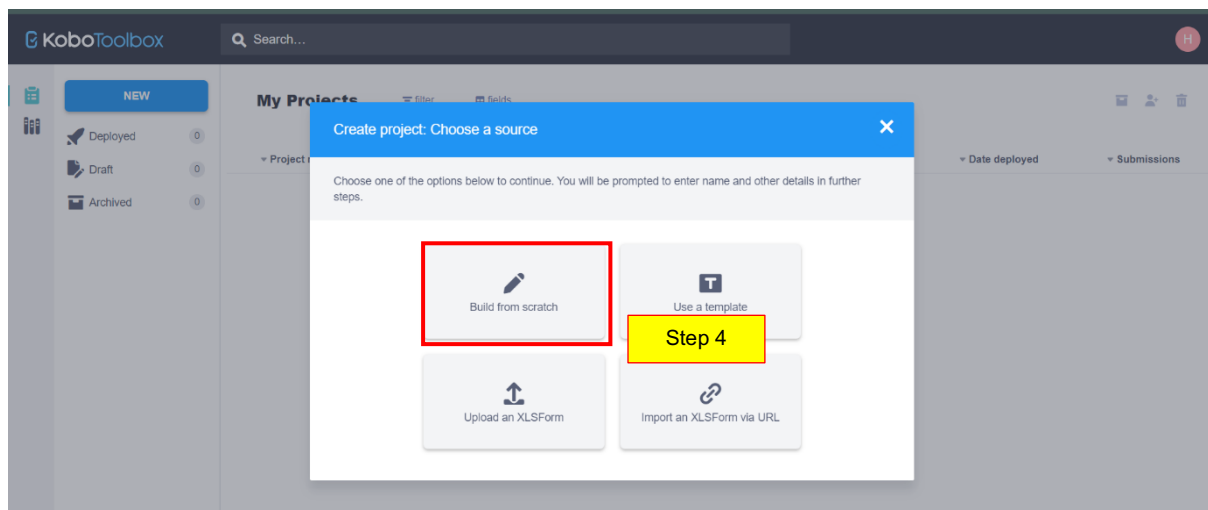 KoboToolbox
Search...
H
NEW
Deployed 0
Draft 0
Archived 0
My Projects filter fields
Project
Date deployed
Submissions
Create project: Choose a source
Choose one of the options below to continue. You will be prompted to enter name and other details in further
steps.
Build from scratch
Use a template
Step 4
Upload an XLSForm
Import an XLSForm via URL